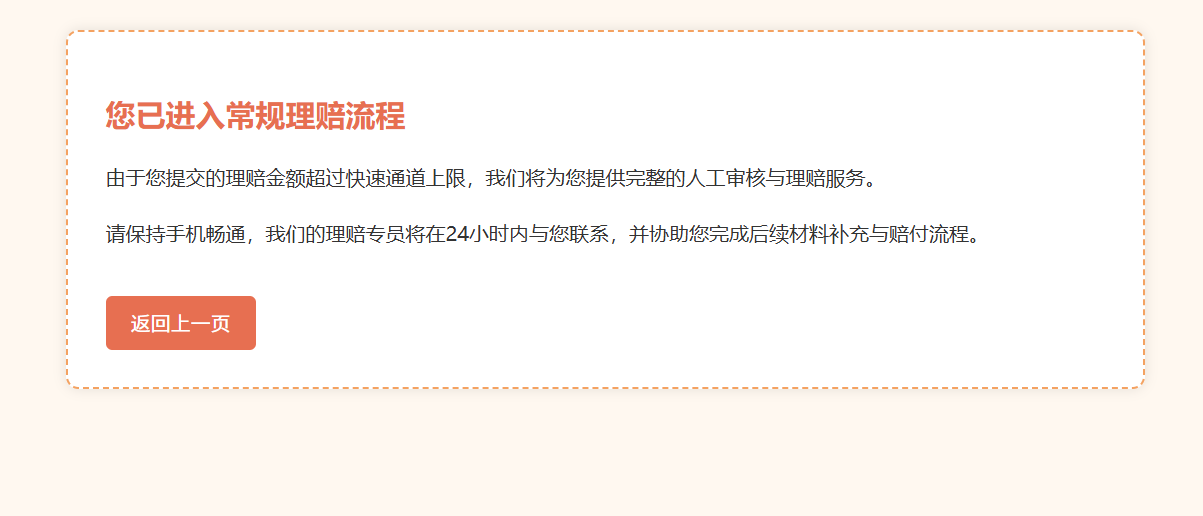 您已进入常规理赔流程
由于您提交的理赔金额超过快速通道上限，我们将为您提供完整的人工审核与理赔服务。
请保持手机畅通，我们的理赔专员将在24小时内与您联系，并协助您完成后续材料补充与赔付流程。
返回上一页